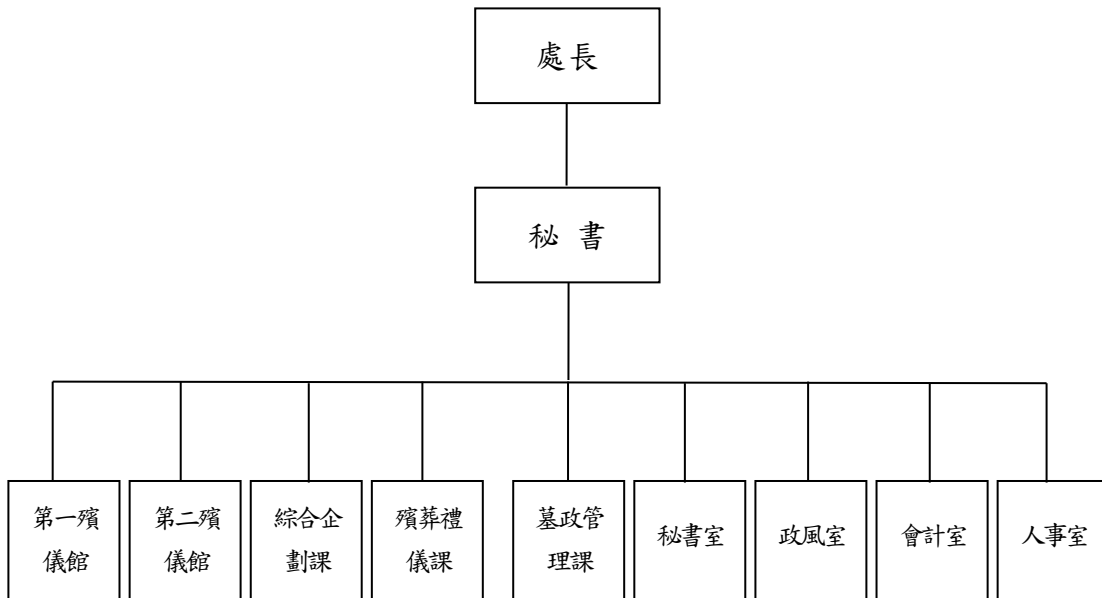 處長
秘 書
第一殯
儀館
第二殯
儀館
綜合企
劃課
殯葬禮
儀課
墓政管
理課
秘書室
政風室
會計室
人事室